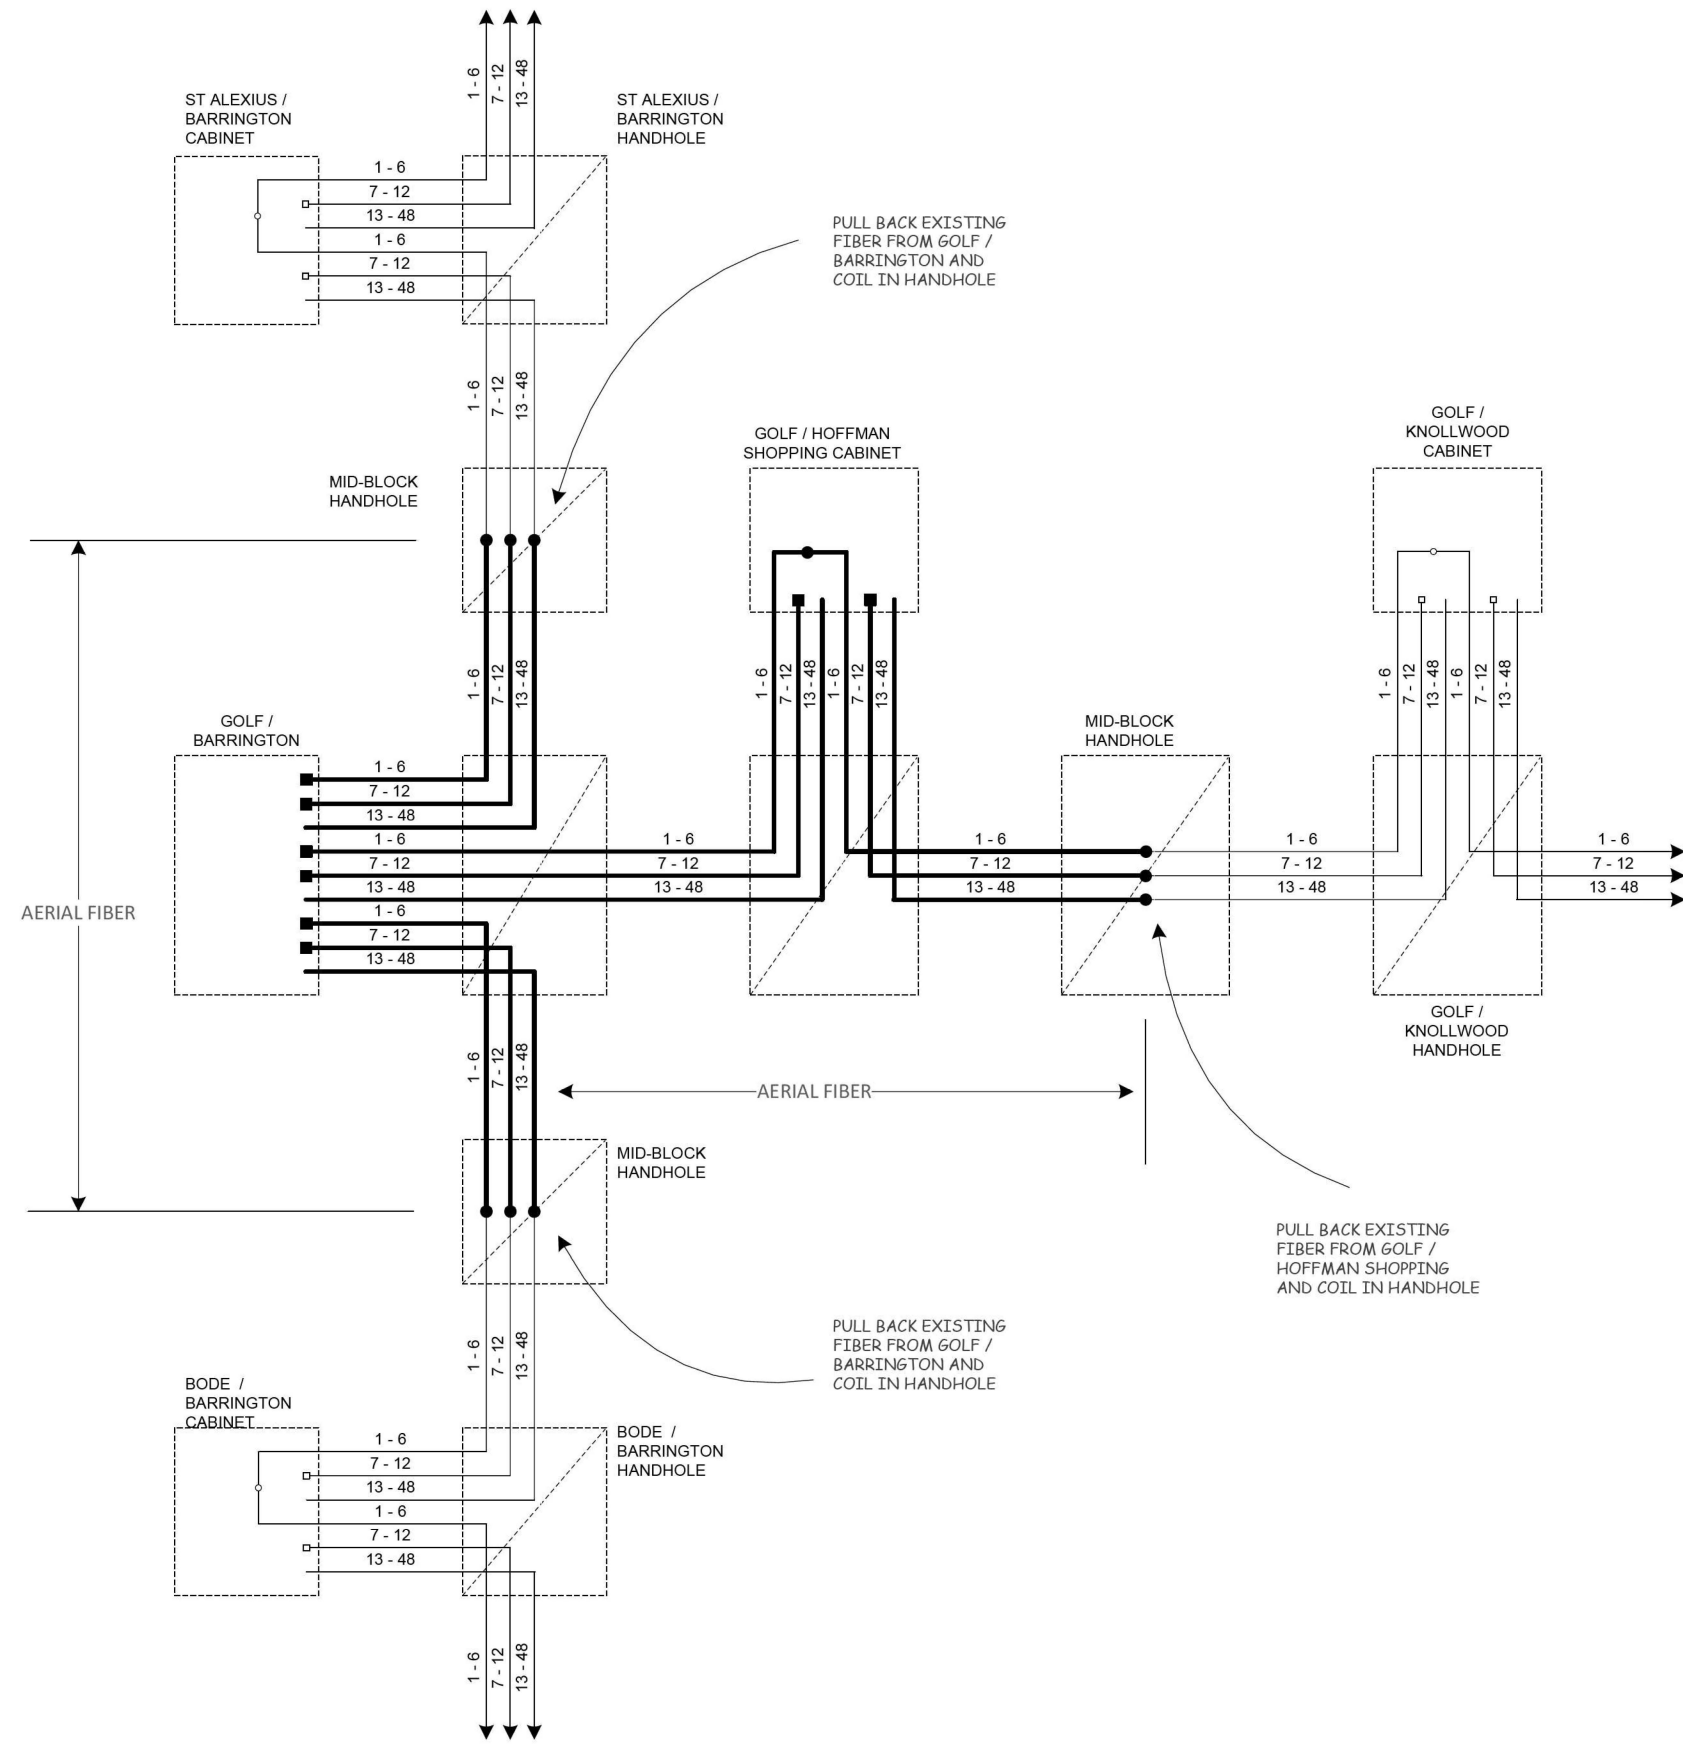 1 - 6
7 - 12
13 - 48
ST ALEXIUS /
BARRINGTON
CABINET
ST ALEXIUS /
BARRINGTON
HANDHOLE
1 - 6
7 - 12
13 - 48
1 - 6
7 - 12
13 - 48
PULL BACK EXISTING
FIBER FROM GOLF /
BARRINGTON AND
COIL IN HANDHOLE
1 - 6
7 - 12
13 - 48
MID-BLOCK
HANDHOLE
GOLF / HOFFMAN
SHOPPING CABINET
GOLF /
KNOLLWOOD
CABINET
1 - 6
7 - 12
13 - 48
1 - 6
7 - 12
13 - 48
1 - 6
7 - 12
13 - 48
1 - 6
7 - 12
13 - 48
1 - 6
7 - 12
13 - 48
GOLF /
BARRINGTON
MID-BLOCK
HANDHOLE
1 - 6
7 - 12
13 - 48
1 - 6
7 - 12
13 - 48
1 - 6
7 - 12
13 - 48
1 - 6
7 - 12
13 - 48
1 - 6
7 - 12
13 - 48
1 - 6
7 - 12
13 - 48
1 - 6
7 - 12
13 - 48
AERIAL FIBER
GOLF /
KNOLLWOOD
HANDHOLE
1 - 6
7 - 12
13 - 48
AERIAL FIBER
MID-BLOCK
HANDHOLE
PULL BACK EXISTING
FIBER FROM GOLF /
HOFFMAN SHOPPING
AND COIL IN HANDHOLE
PULL BACK EXISTING
FIBER FROM GOLF /
BARRINGTON AND
COIL IN HANDHOLE
1 - 6
7 - 12
13 - 48
BODE /
BARRINGTON
CABINET
BODE /
BARRINGTON
HANDHOLE
1 - 6
7 - 12
13 - 48
1 - 6
7 - 12
13 - 48
1 - 6
7 - 12
13 - 48